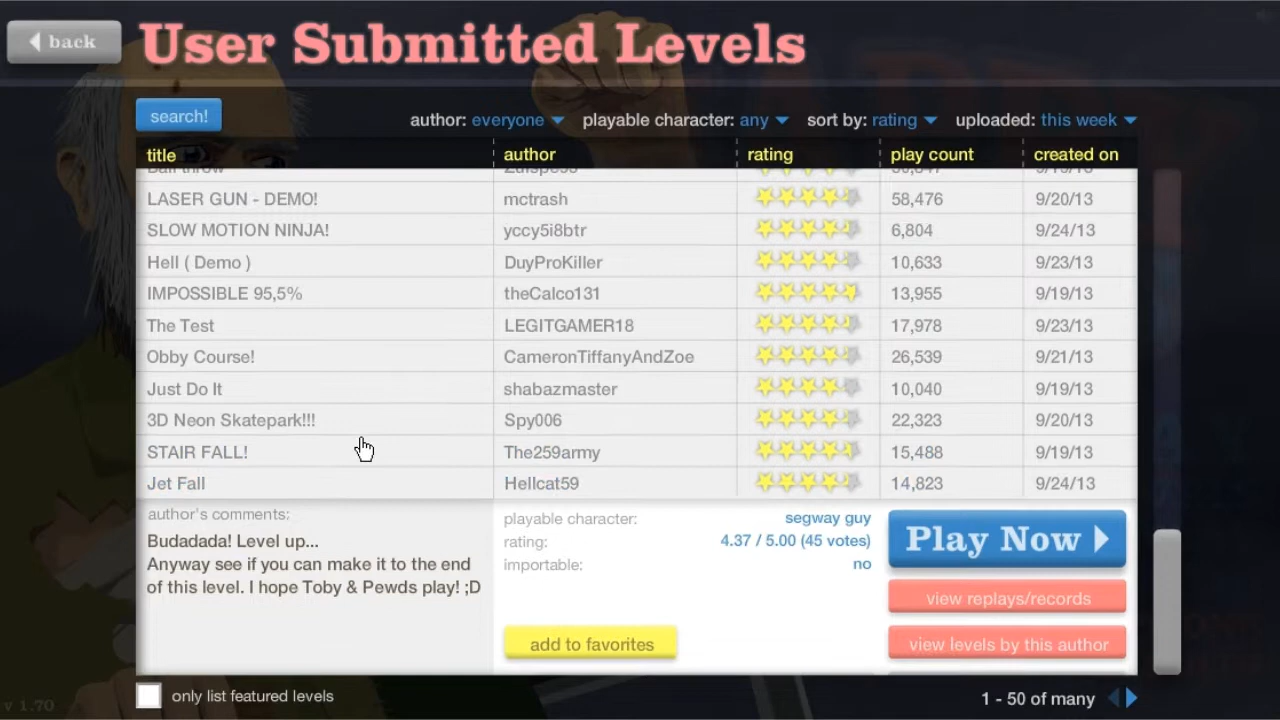 back
User Submitted Levels
search!
author: everyone playable character: any sort by: rating uploaded: this week
title author rating play count created on
LASER GUN - DEMO! mctrash 58,476 9/20/13
SLOW MOTION NINJA! yccy5i8btr 6,804 9/24/13
Hell ( Demo ) DuyProKiller 10,633 9/23/13
IMPOSSIBLE 95,5% theCalco131 13,955 9/19/13
The Test LEGITGAMER18 17,978 9/23/13
Obby Course! CameronTiffanyAndZoe 26,539 9/21/13
Just Do It shabazmaster 10,040 9/19/13
3D Neon Skatepark!!! Spy006 22,323 9/20/13
STAIR FALL! The259army 15,488 9/19/13
Jet Fall Hellcat59 14,823 9/24/13
author's comments:
Budadada! Level up...
Anyway see if you can make it to the end
of this level. I hope Toby & Pewds play! ;D
playable character: segway guy
rating: 4.37 / 5.00 (45 votes)
importable: no
add to favorites
Play Now
view replays/records
view levels by this author
only list featured levels
1 - 50 of many
v 1.70